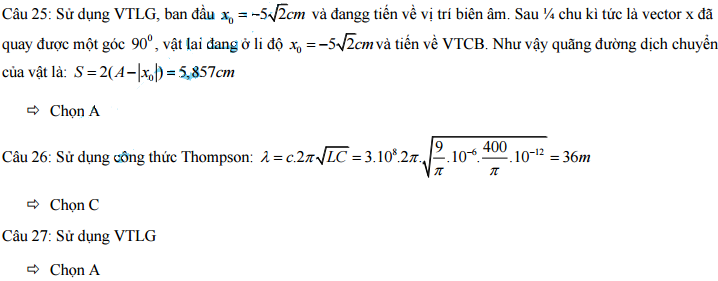 Câu 25: Sử dụng VTLG, ban đầu x₀ = −5√2cm và đangg tiến về vị trí biên âm. Sau ¼ chu kì tức là vector x đã
quay được một góc 90⁰, vật lai đang ở li độ x₀ = −5√2cm và tiến về VTCB. Như vậy quãng đường dịch chuyển
của vật là: S = 2(A−|x₀|) = 5,857cm
⇨ Chọn A
Câu 26: Sử dụng công thức Thompson: λ = c.2π√LC = 3.10⁸.2π.√(9/π.10⁻⁶.400/π.10⁻¹²) = 36m
⇨ Chọn C
Câu 27: Sử dụng VTLG
⇨ Chọn A